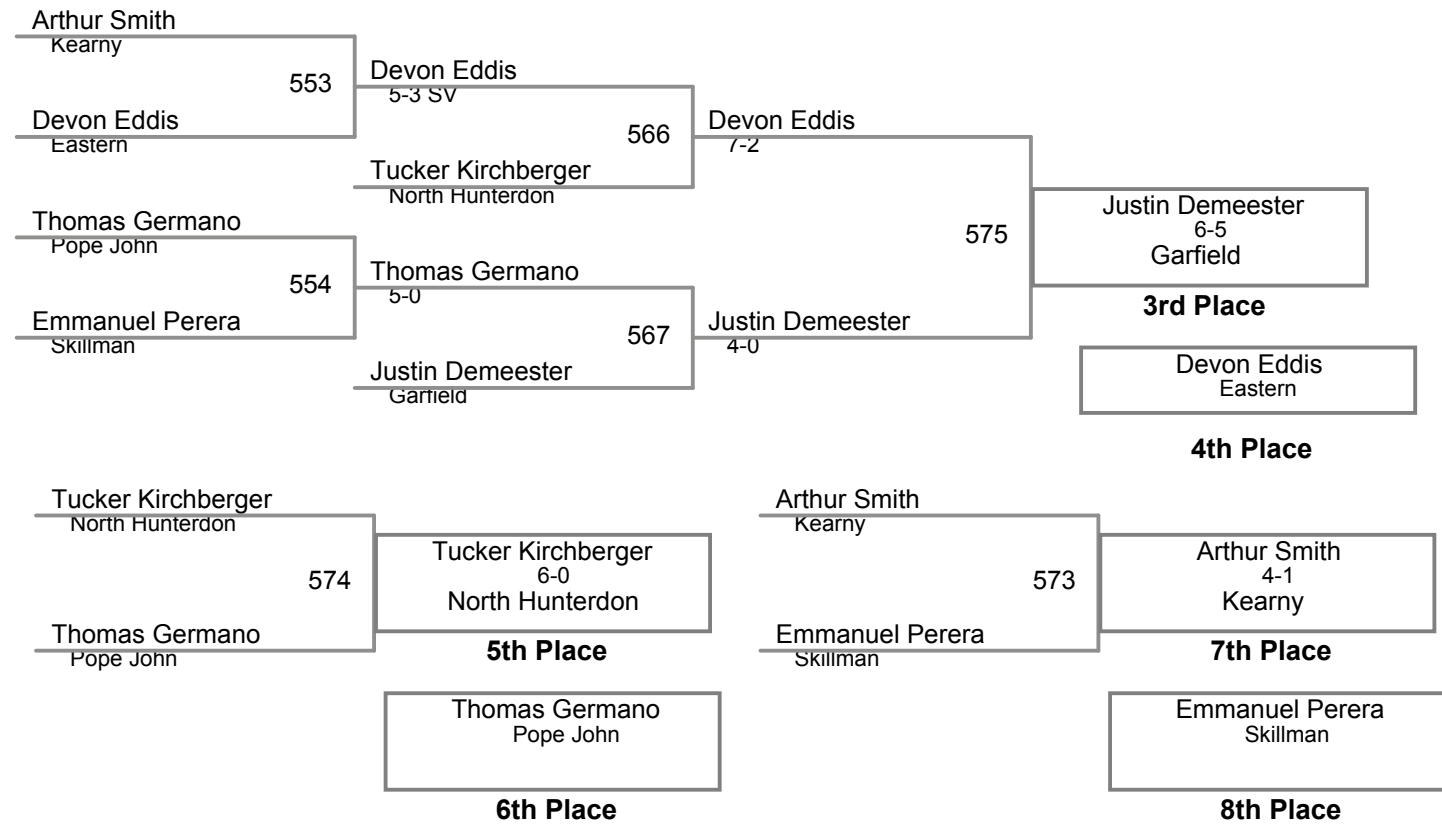 Arthur Smith
Kearny
553
Devon Eddis
5-3 SV
Devon Eddis
Eastern
566
Devon Eddis
7-2
Tucker Kirchberger
North Hunterdon
Thomas Germano
Pope John
554
Thomas Germano
5-0
Emmanuel Perera
Skillman
567
Justin Demeester
4-0
Justin Demeester
Garfield
575
Justin Demeester
6-5
Garfield
3rd Place
Devon Eddis
Eastern
4th Place
Tucker Kirchberger
North Hunterdon
574
Thomas Germano
Pope John
Tucker Kirchberger
6-0
North Hunterdon
5th Place
Thomas Germano
Pope John
6th Place
Arthur Smith
Kearny
573
Emmanuel Perera
Skillman
Arthur Smith
4-1
Kearny
7th Place
Emmanuel Perera
Skillman
8th Place